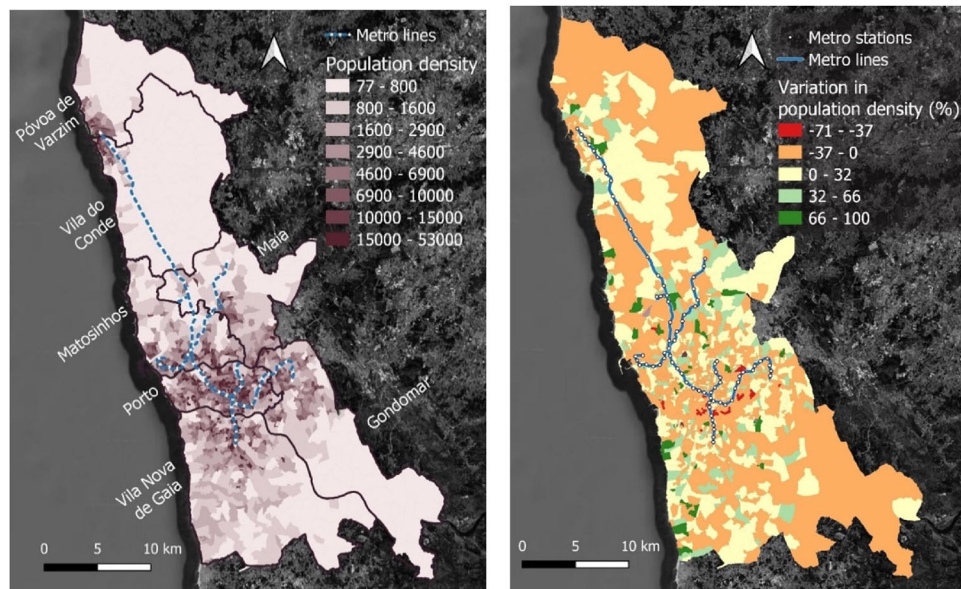 Metro lines
Population density
77 - 800
800 - 1600
1600 - 2900
2900 - 4600
4600 - 6900
6900 - 10000
10000 - 15000
15000 - 53000
Póvoa de
Varzim
Vila do
Conde
Maia
Matosinhos
Porto
Gondomar
Vila Nova
de Gaia
0 5 10 km
Metro stations
Metro lines
Variation in
population density (%)
-71 - -37
-37 - 0
0 - 32
32 - 66
66 - 100
0 5 10 km